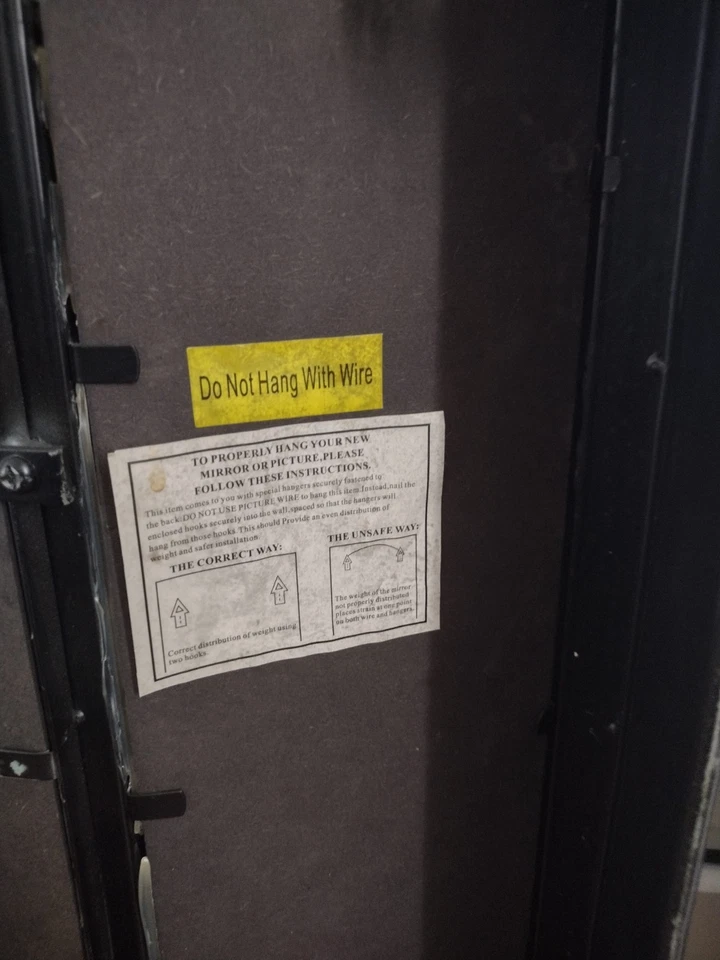 Do Not Hang With Wire
TO PROPERLY HANG YOUR NEW
MIRROR OR PICTURE,PLEASE
FOLLOW THESE INSTRUCTIONS.
This item comes to you with special hangers securely fastened to
the back.DO NOT USE PICTURE WIRE to hang this item.Instead,nail the
enclosed hooks securely into the wall,spaced so that the hangers will
hang from those hooks.This should Provide an even distribution of
weight and safer installation
THE CORRECT WAY:
Correct distribution of weight using
two hooks.
THE UNSAFE WAY:
The weight of the mirror
not properly distributed
places strain at one point
on both wire and hangers.